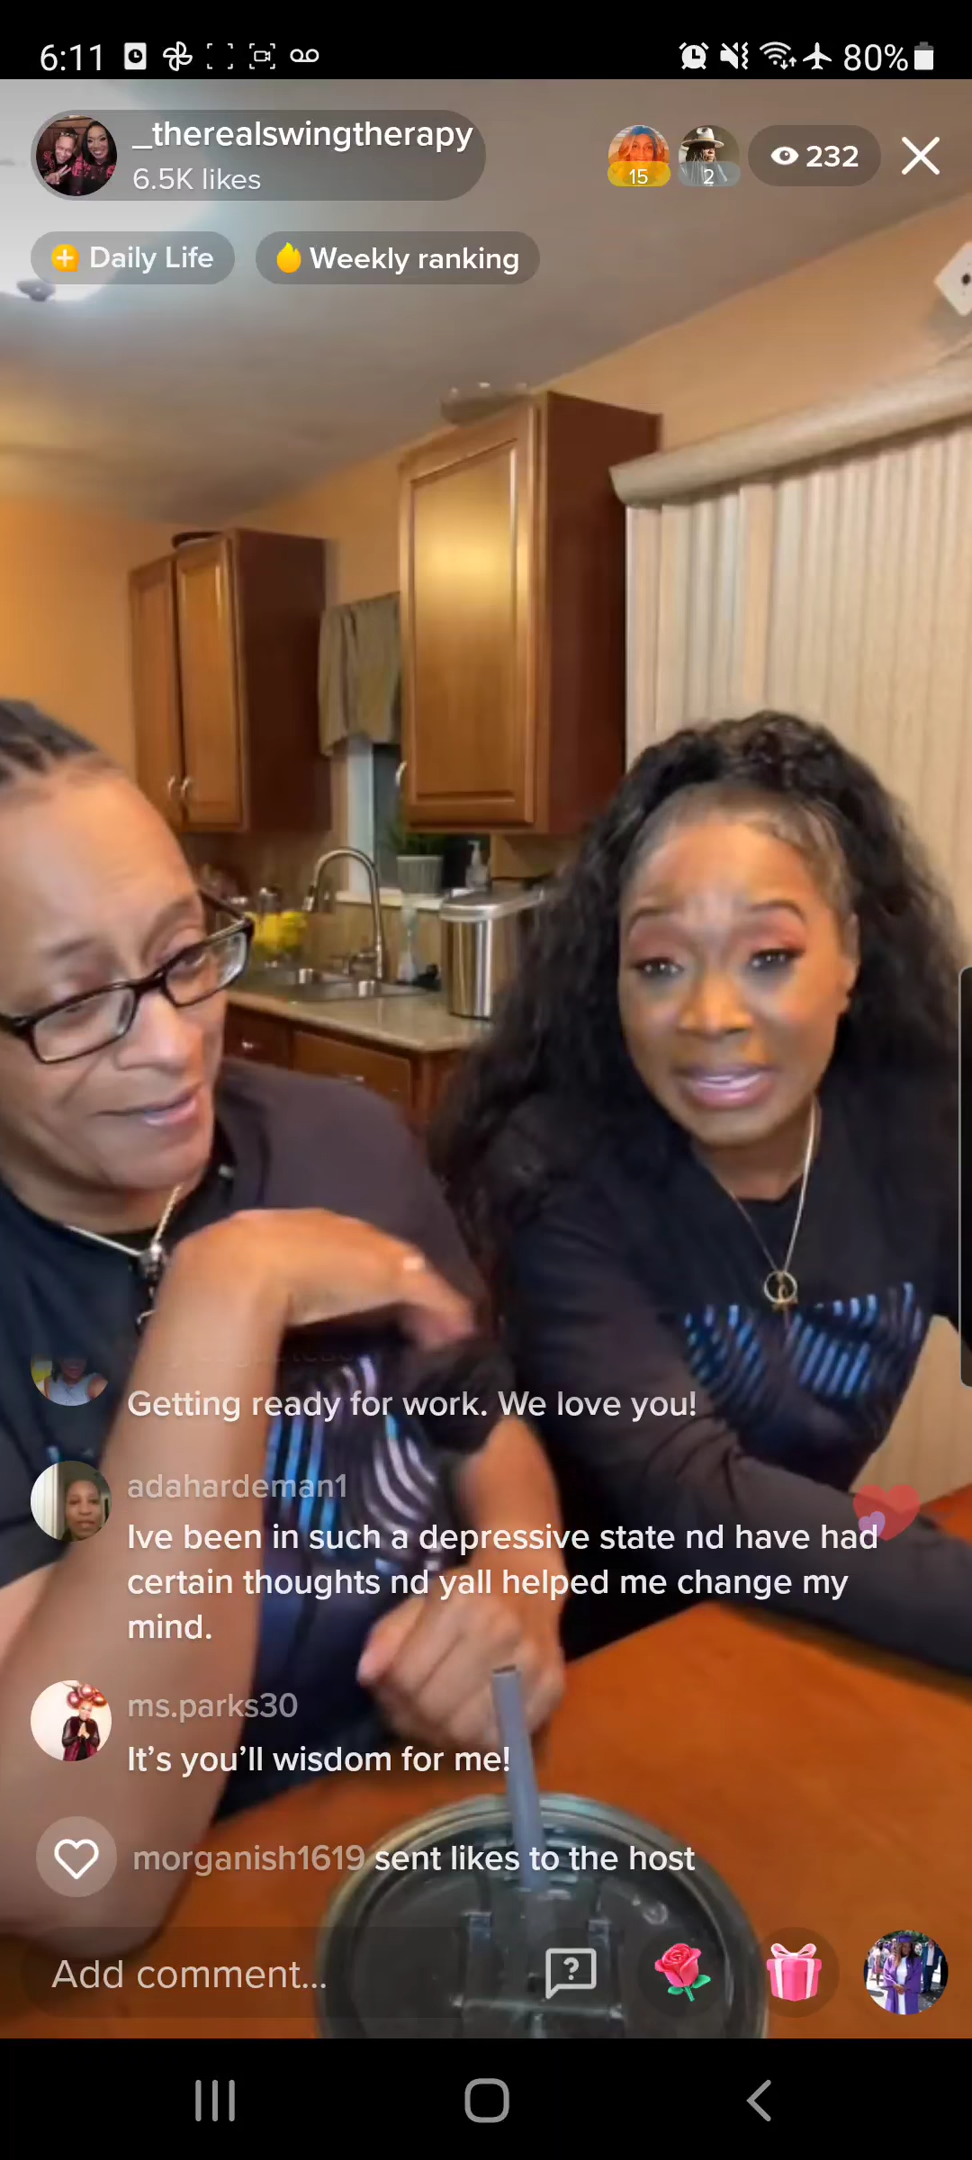 6:11
80%
_therealswingtherapy
6.5K likes
15
2
232
Daily Life
Weekly ranking
Getting ready for work. We love you!
adahardeman1
Ive been in such a depressive state nd have had
certain thoughts nd yall helped me change my
mind.
ms.parks30
It's you'll wisdom for me!
morganish1619 sent likes to the host
Add comment...